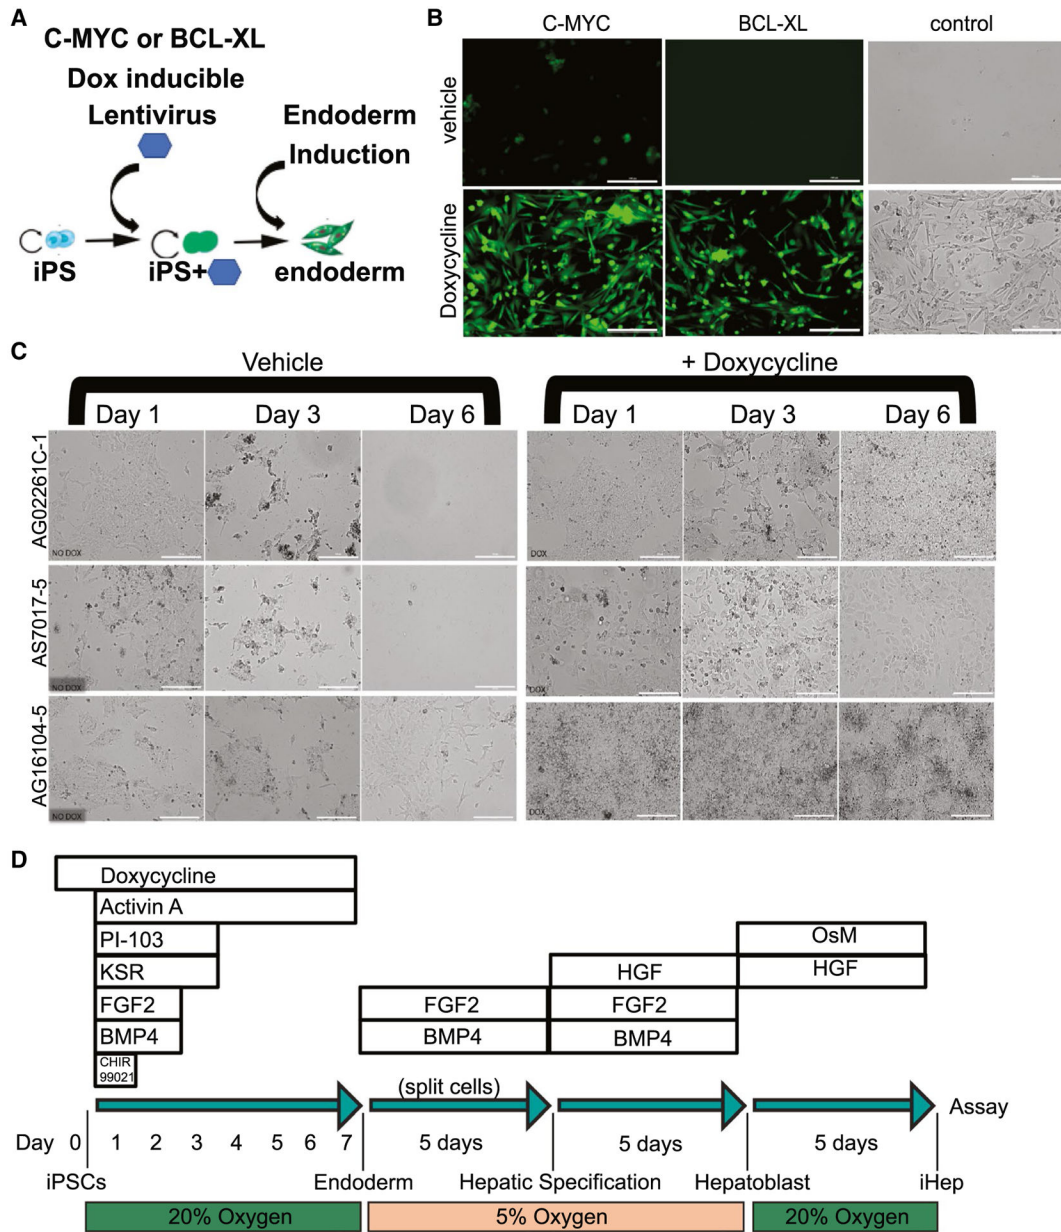 A
C-MYC or BCL-XL
Dox inducible
Lentivirus
Endoderm
Induction
iPS
iPS+
endoderm
B
C-MYC
BCL-XL
control
vehicle
Doxycycline
C
Vehicle
+ Doxycycline
Day 1
Day 3
Day 6
Day 1
Day 3
Day 6
AG02261C-1
NO DOX
DOX
AS7017-5
NO DOX
DOX
AG16104-5
NO DOX
DOX
D
Doxycycline
Activin A
PI-103
OsM
KSR
HGF
HGF
FGF2
FGF2
FGF2
BMP4
BMP4
BMP4
CHIR
99021
(split cells)
Assay
Day 0 1 2 3 4 5 6 7
5 days
5 days
5 days
iPSCs
Endoderm
Hepatic Specification
Hepatoblast
iHep
20% Oxygen
5% Oxygen
20% Oxygen